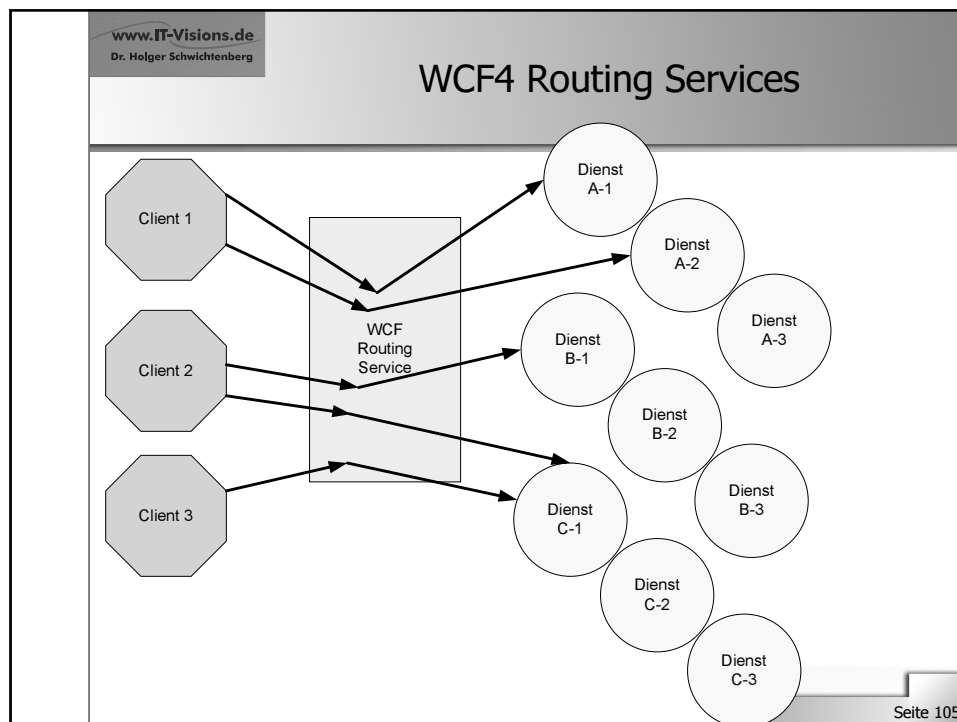 www.IT-Visions.de
Dr. Holger Schwichtenberg
WCF4 Routing Services
Client 1
Client 2
Client 3
WCF
Routing
Service
Dienst
A-1
Dienst
A-2
Dienst
A-3
Dienst
B-1
Dienst
B-2
Dienst
B-3
Dienst
C-1
Dienst
C-2
Dienst
C-3
Seite 105